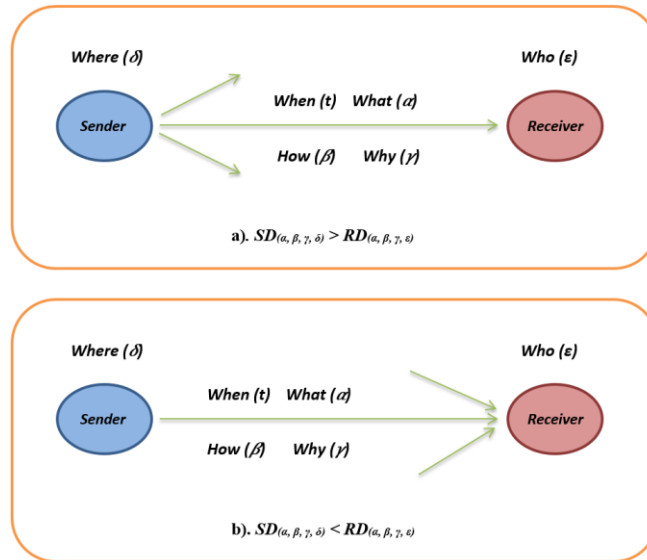 Where (δ) Who (ε)
When (t) What (α)
Sender Receiver
How (β) Why (γ)
a). SD(α, β, γ, δ) > RD(α, β, γ, ε)
Where (δ) Who (ε)
When (t) What (α)
Sender Receiver
How (β) Why (γ)
b). SD(α, β, γ, δ) < RD(α, β, γ, ε)